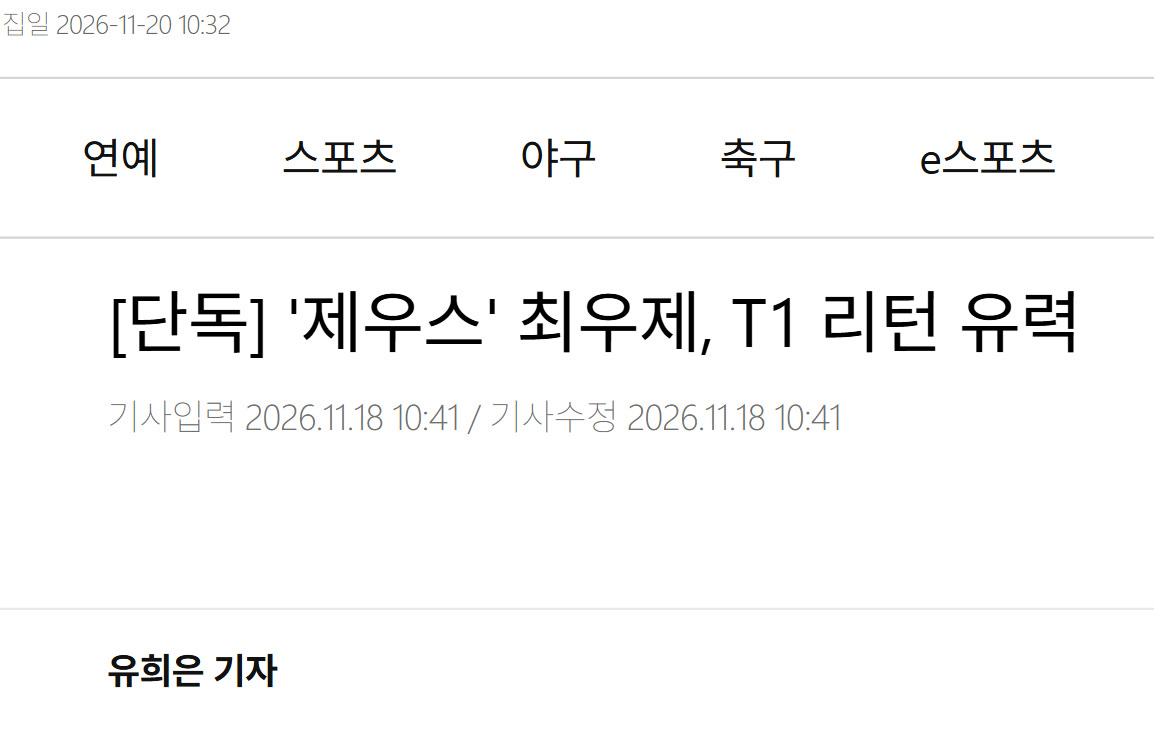 집일 2026-11-20 10:32
연예 스포츠 야구 축구 e스포츠
[단독] '제우스' 최우제, T1 리턴 유력
기사입력 2026.11.18 10:41 / 기사수정 2026.11.18 10:41
유희은 기자